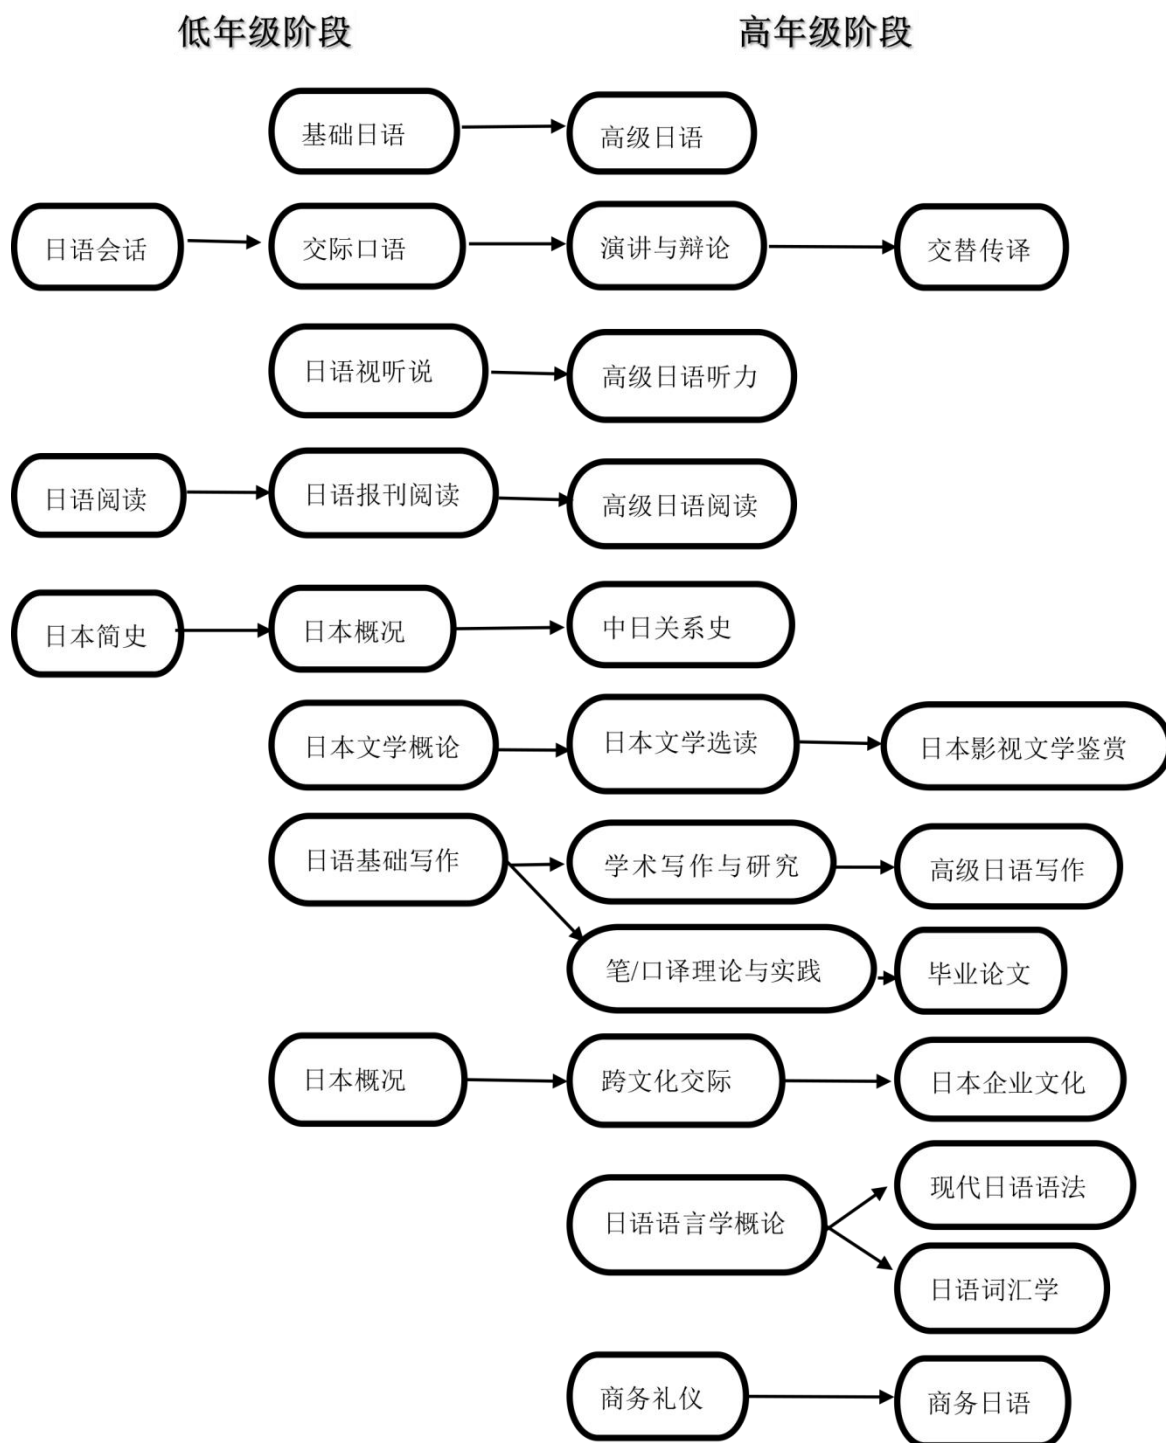 低年级阶段 高年级阶段
基础日语 高级日语
日语会话 交际口语 演讲与辩论 交替传译
日语视听说 高级日语听力
日语阅读 日语报刊阅读 高级日语阅读
日本简史 日本概况 中日关系史
日本文学概论 日本文学选读 日本影视文学鉴赏
日语基础写作 学术写作与研究 高级日语写作
笔/口译理论与实践 毕业论文
日本概况 跨文化交际 日本企业文化
现代日语语法
日语语言学概论
日语词汇学
商务礼仪 商务日语